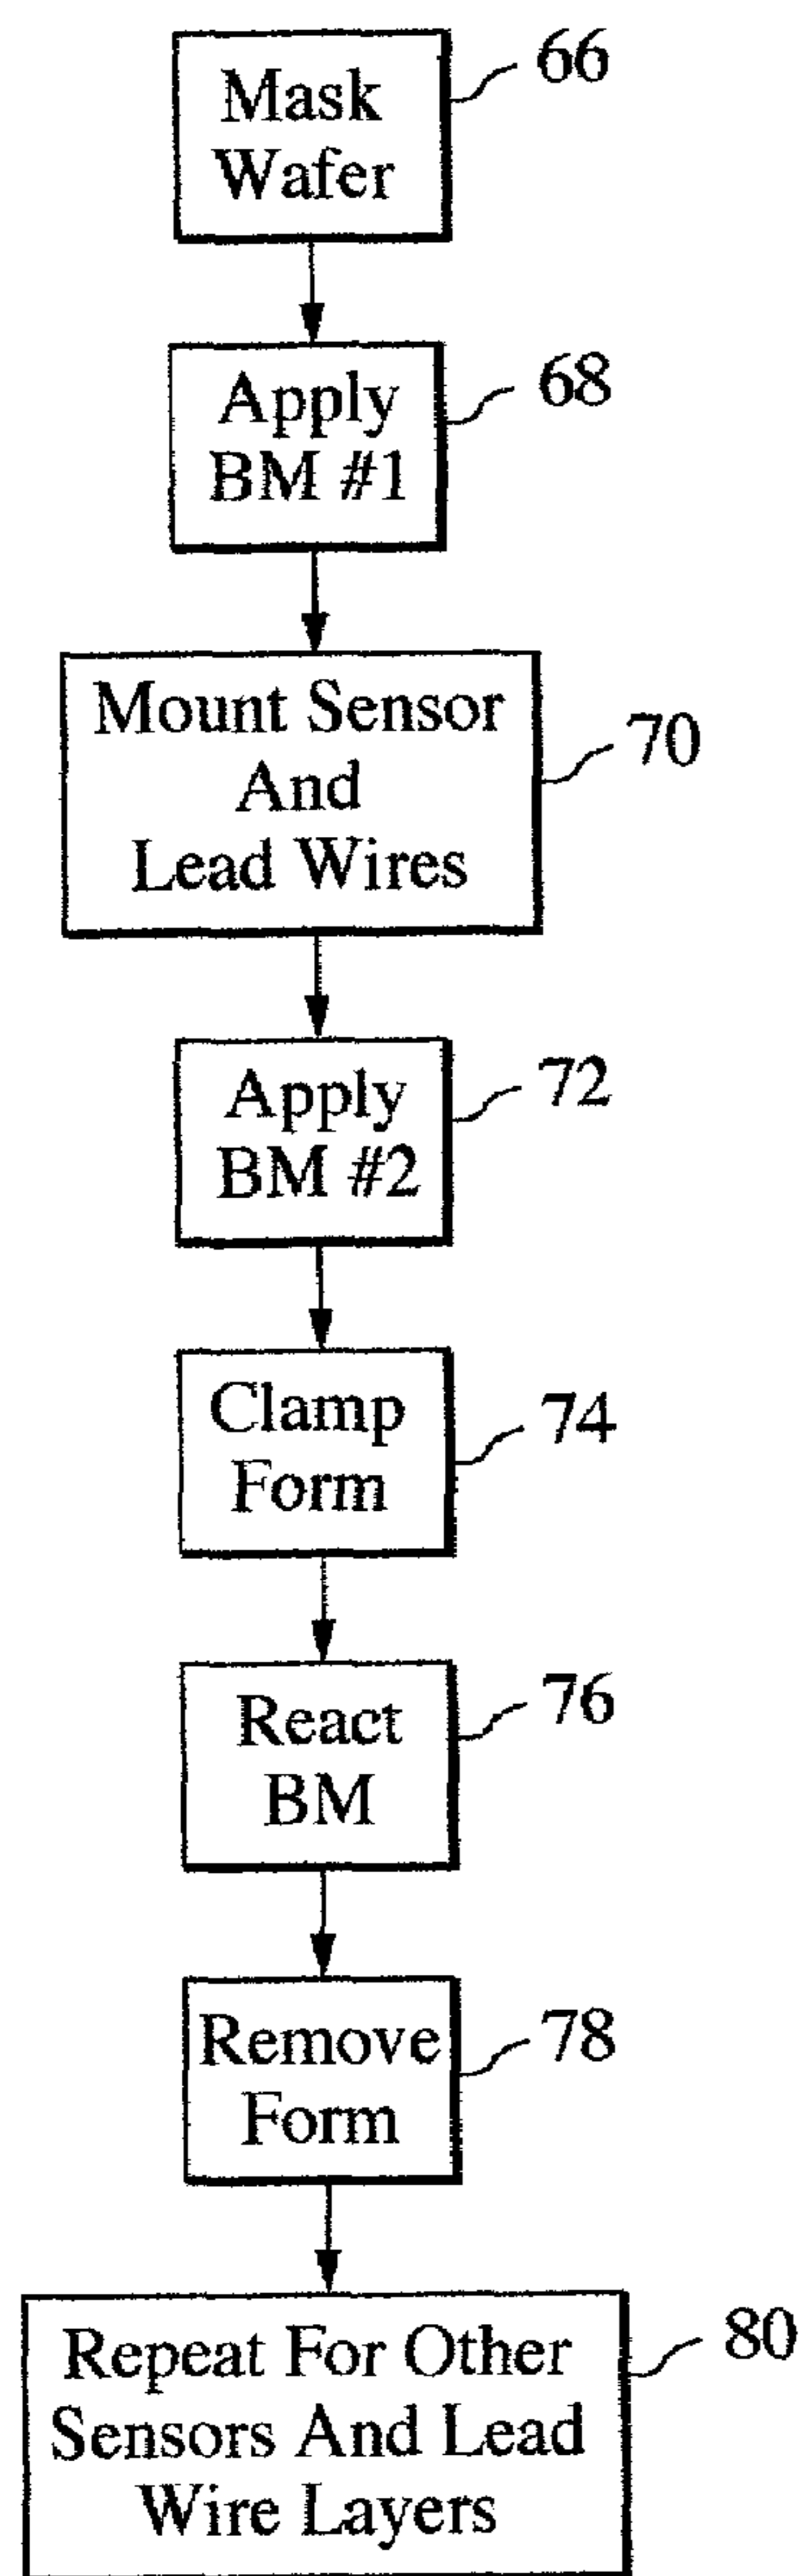 Mask
Wafer
66
Apply
BM #1
68
Mount Sensor
And
Lead Wires
70
Apply
BM #2
72
Clamp
Form
74
React
BM
76
Remove
Form
78
Repeat For Other
Sensors And Lead
Wire Layers
80